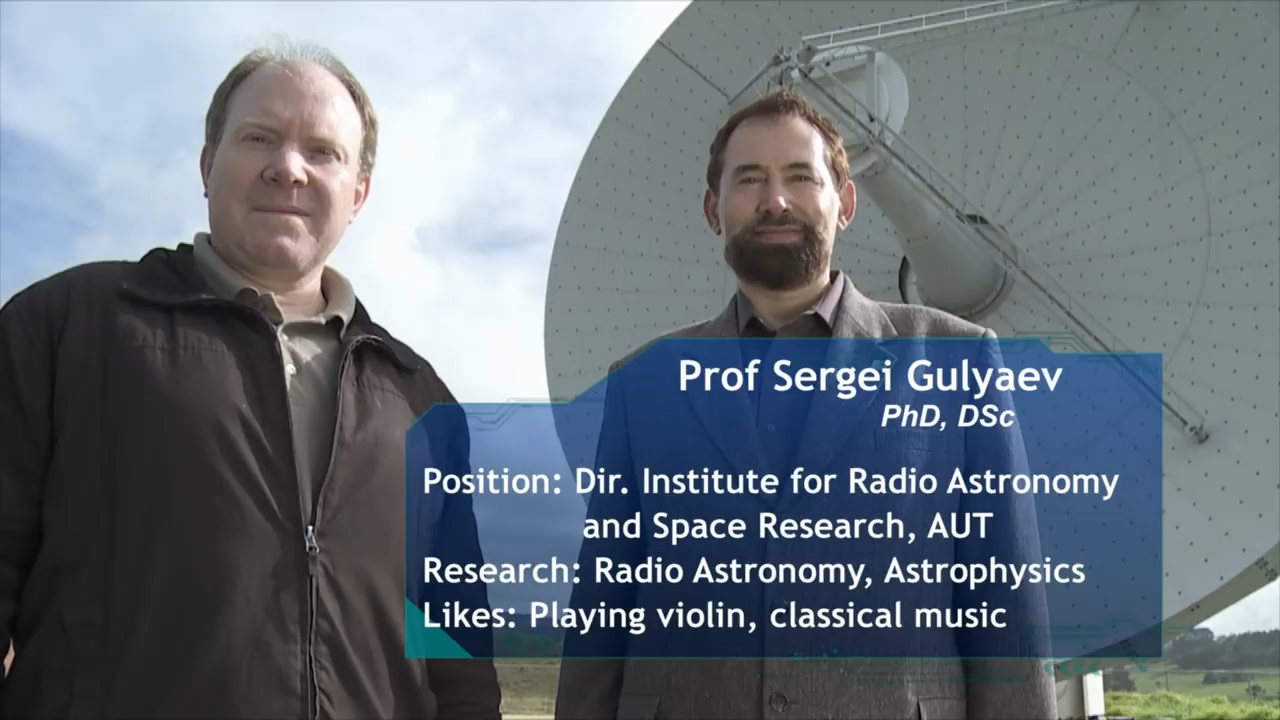 Prof Sergei Gulyaev
PhD, DSc
Position: Dir. Institute for Radio Astronomy
and Space Research, AUT
Research: Radio Astronomy, Astrophysics
Likes: Playing violin, classical music